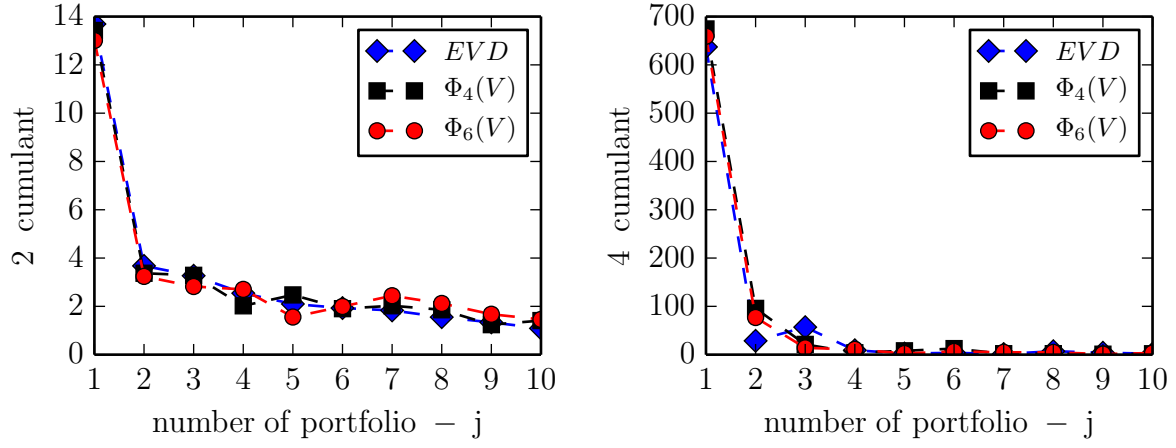 14
12
10
8
6
4
2
0
2 cumulant
EVD
Φ₄(V)
Φ₆(V)
1 2 3 4 5 6 7 8 9 10
number of portfolio − j
700
600
500
400
300
200
100
0
4 cumulant
EVD
Φ₄(V)
Φ₆(V)
1 2 3 4 5 6 7 8 9 10
number of portfolio − j